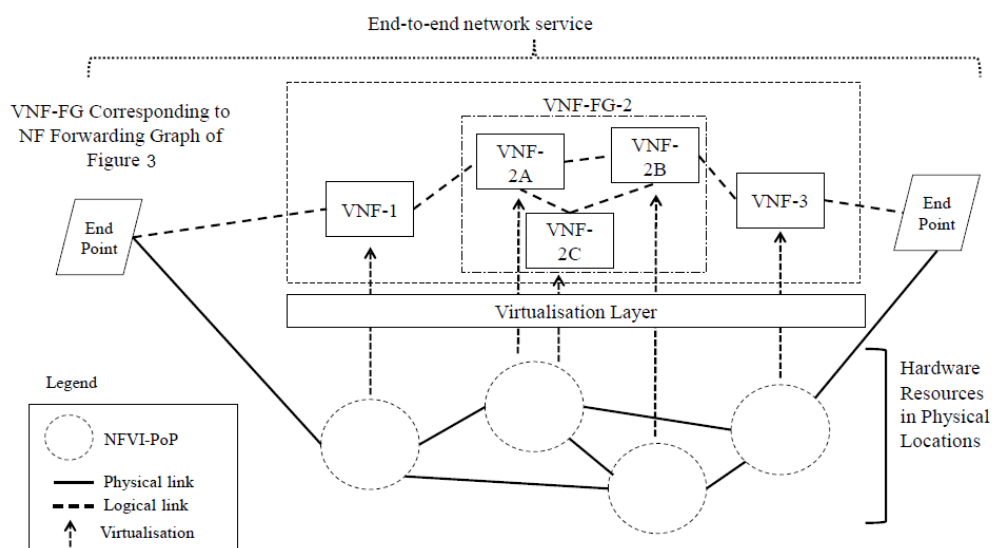 End-to-end network service
VNF-FG Corresponding to
NF Forwarding Graph of
Figure 3
VNF-FG-2
VNF-
2A
VNF-
2B
VNF-1
VNF-3
VNF-
2C
End
Point
End
Point
Virtualisation Layer
Hardware
Resources
in Physical
Locations
Legend
NFVI-PoP
Physical link
Logical link
Virtualisation